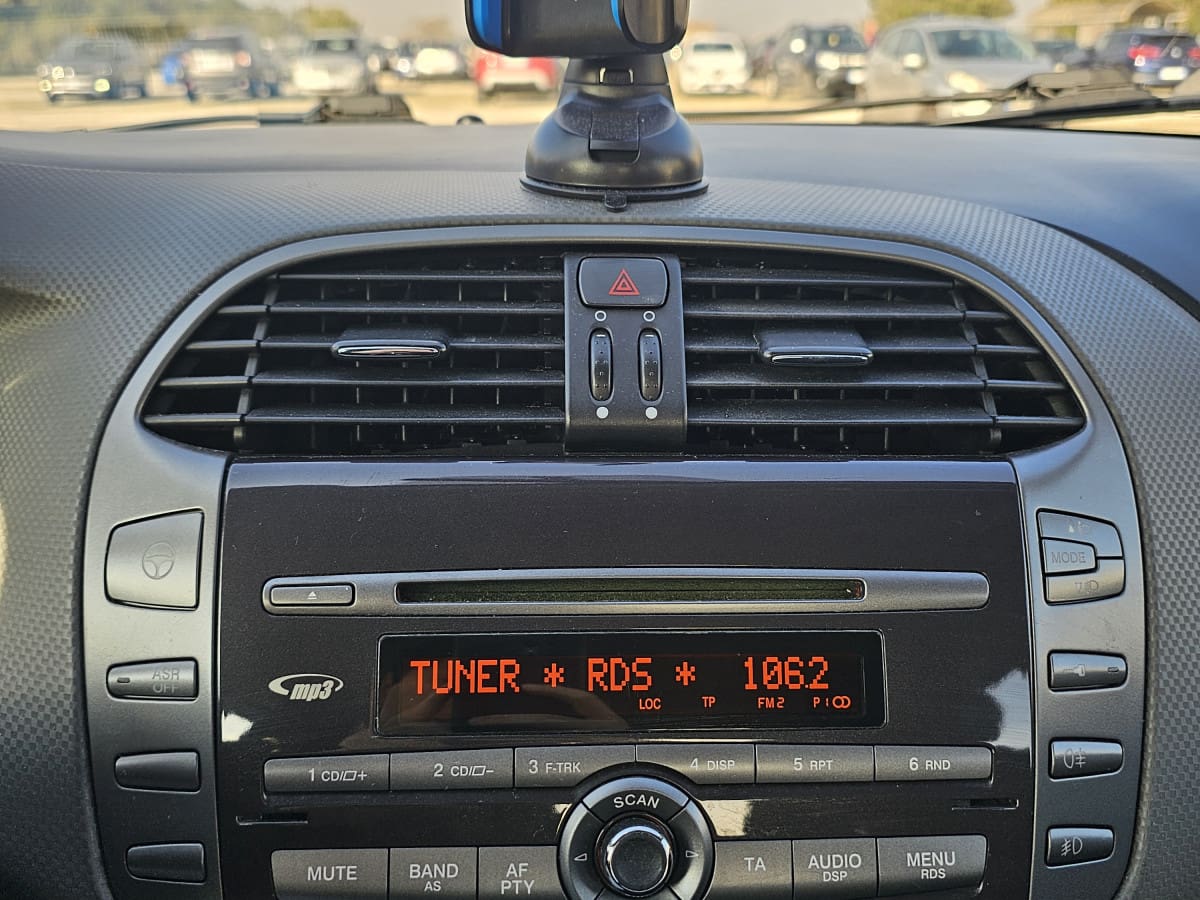 ASR
OFF
MODE
mp3
TUNER * RDS * 106.2
LOC TP FM2 P1
1 CD/+ 2 CD/- 3 F-TRK 4 DISP 5 RPT 6 RND
SCAN
MUTE BAND AF TA AUDIO MENU
AS PTY DSP RDS